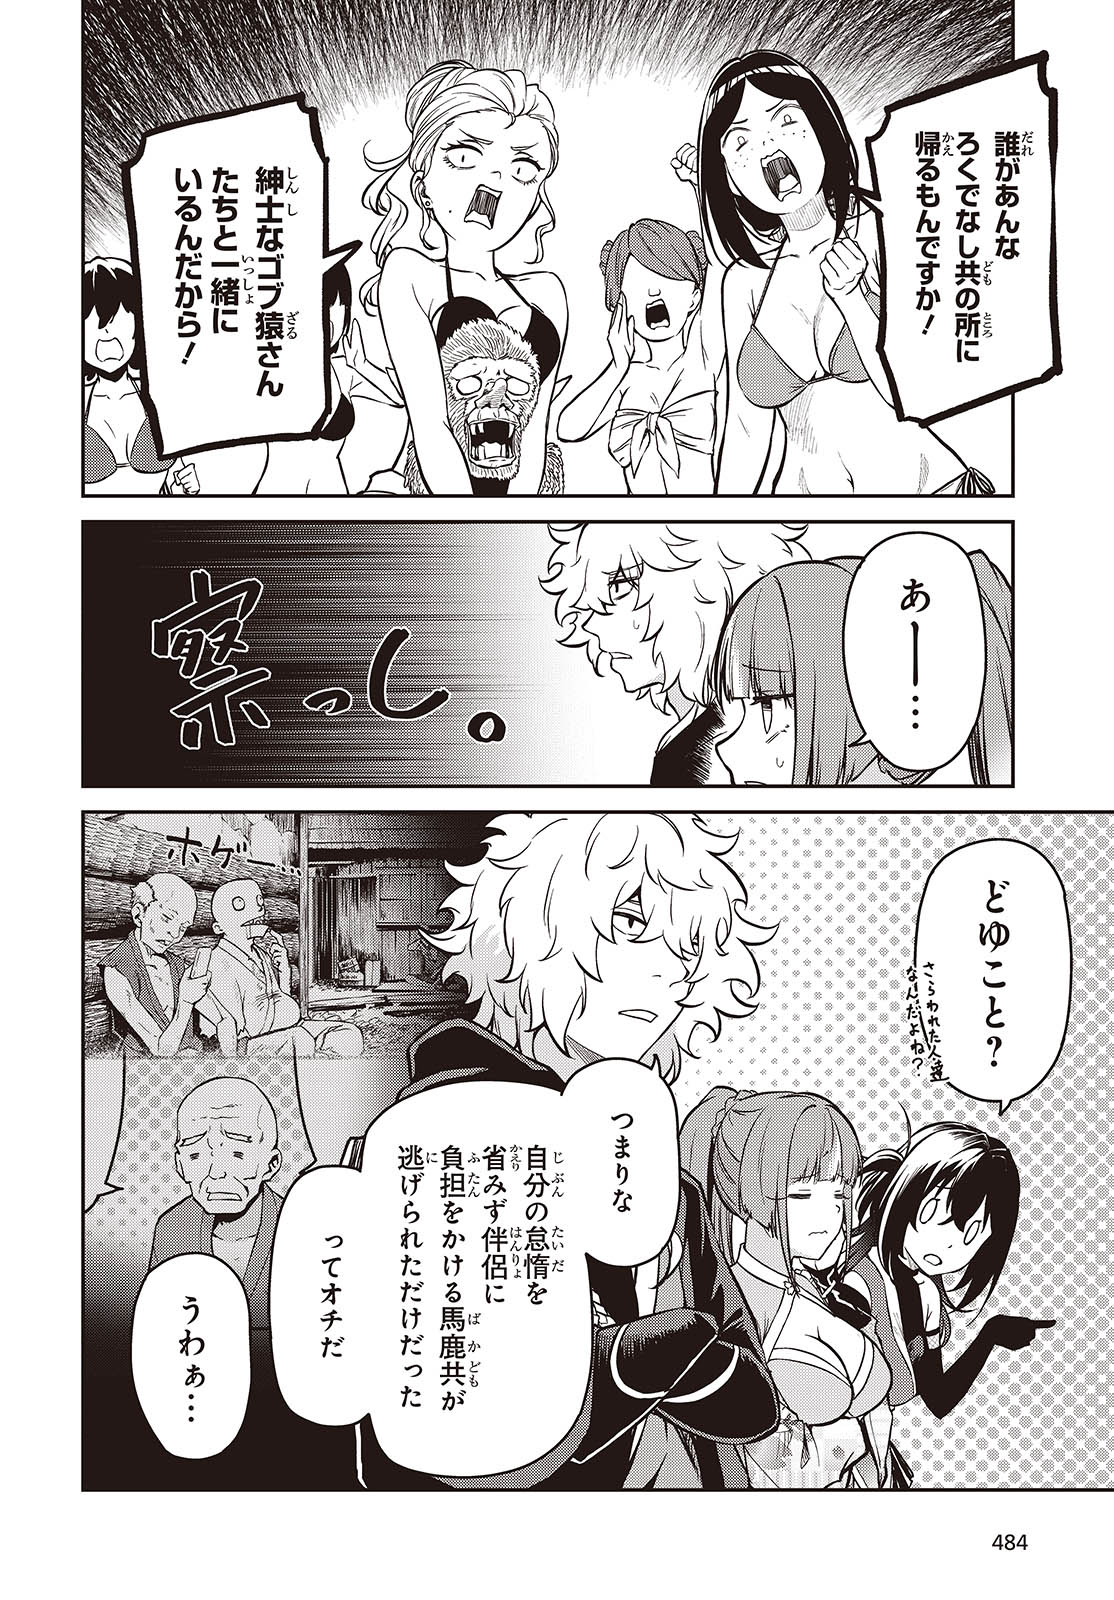 誰があんな
ろくでなし共の所に
帰るもんですか!
紳士なゴブ猿さん
たちと一緒に
いるんだから!
あー…
察っし。
どゆこと?
さらわれた人達
なんだよね?
ホゲー…
つまりな
自分の怠惰を
省みず伴侶に
負担をかける馬鹿共が
逃げられただけだった
ってオチだ
うわぁ…
484